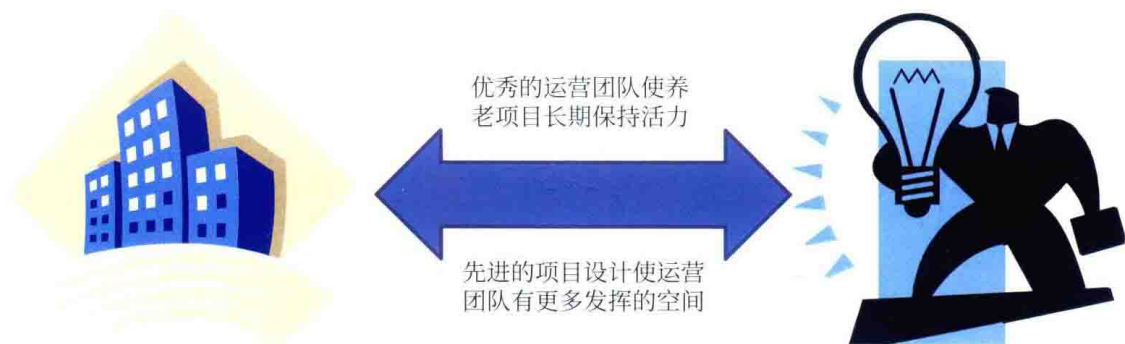 优秀的运营团队使养
老项目长期保持活力
先进的项目设计使运营
团队有更多发挥的空间